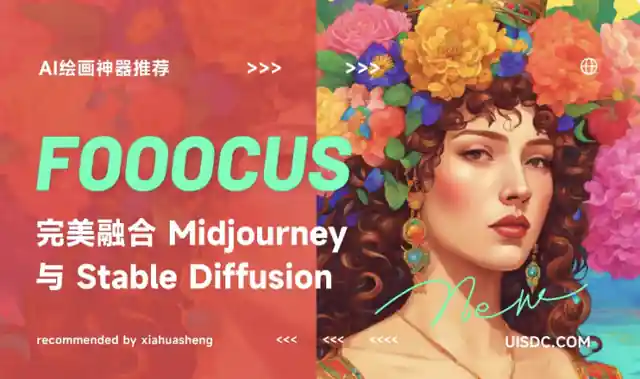 AI绘画神器推荐 >>> >>>
FOOOCUS
完美融合 Midjourney
与 Stable Diffusion
New
recommended by xiahuasheng <<< <<< <<<< UISDC.COM